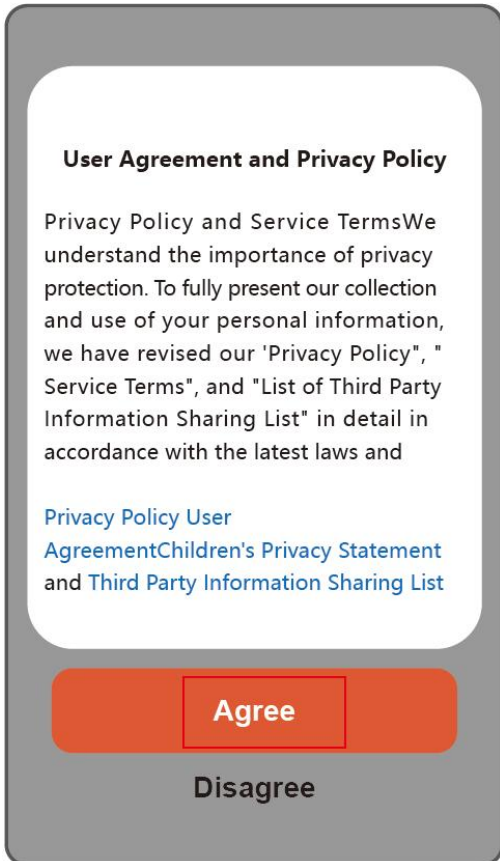 User Agreement and Privacy Policy
Privacy Policy and Service TermsWe
understand the importance of privacy
protection. To fully present our collection
and use of your personal information,
we have revised our 'Privacy Policy", "
Service Terms", and "List of Third Party
Information Sharing List" in detail in
accordance with the latest laws and
Privacy Policy User
AgreementChildren's Privacy Statement
and Third Party Information Sharing List
Agree
Disagree